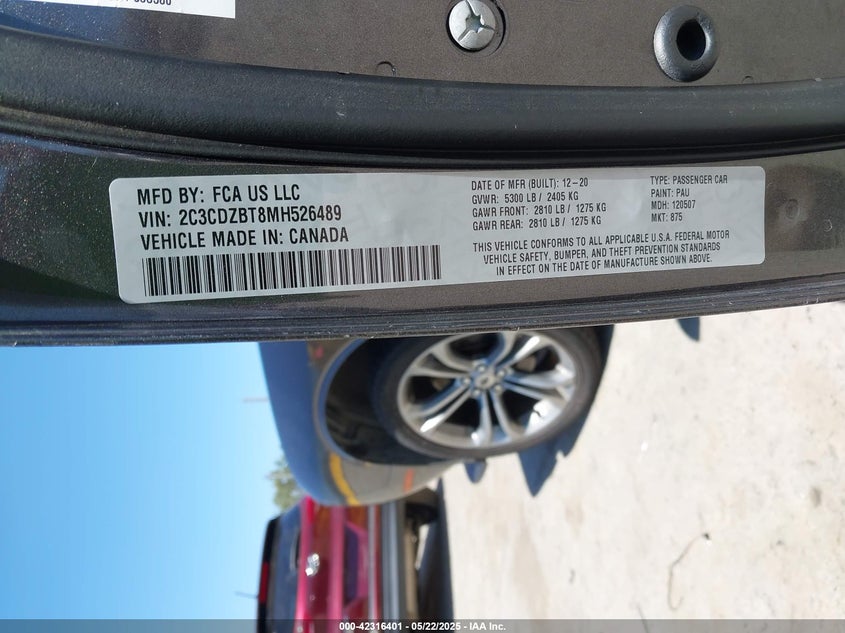 MFD BY: FCA US LLC
VIN: 2C3CDZBT8MH526489
VEHICLE MADE IN: CANADA
DATE OF MFR (BUILT): 12-20
GVWR: 5300 LB / 2405 KG
GAWR FRONT: 2810 LB / 1275 KG
GAWR REAR: 2810 LB / 1275 KG
TYPE: PASSENGER CAR
PAINT: PAU
MDH: 120507
MKT: 875
THIS VEHICLE CONFORMS TO ALL APPLICABLE U.S.A. FEDERAL MOTOR
VEHICLE SAFETY, BUMPER, AND THEFT PREVENTION STANDARDS
IN EFFECT ON THE DATE OF MANUFACTURE SHOWN ABOVE.
000-42316401 - 05/22/2025 - IAA Inc.